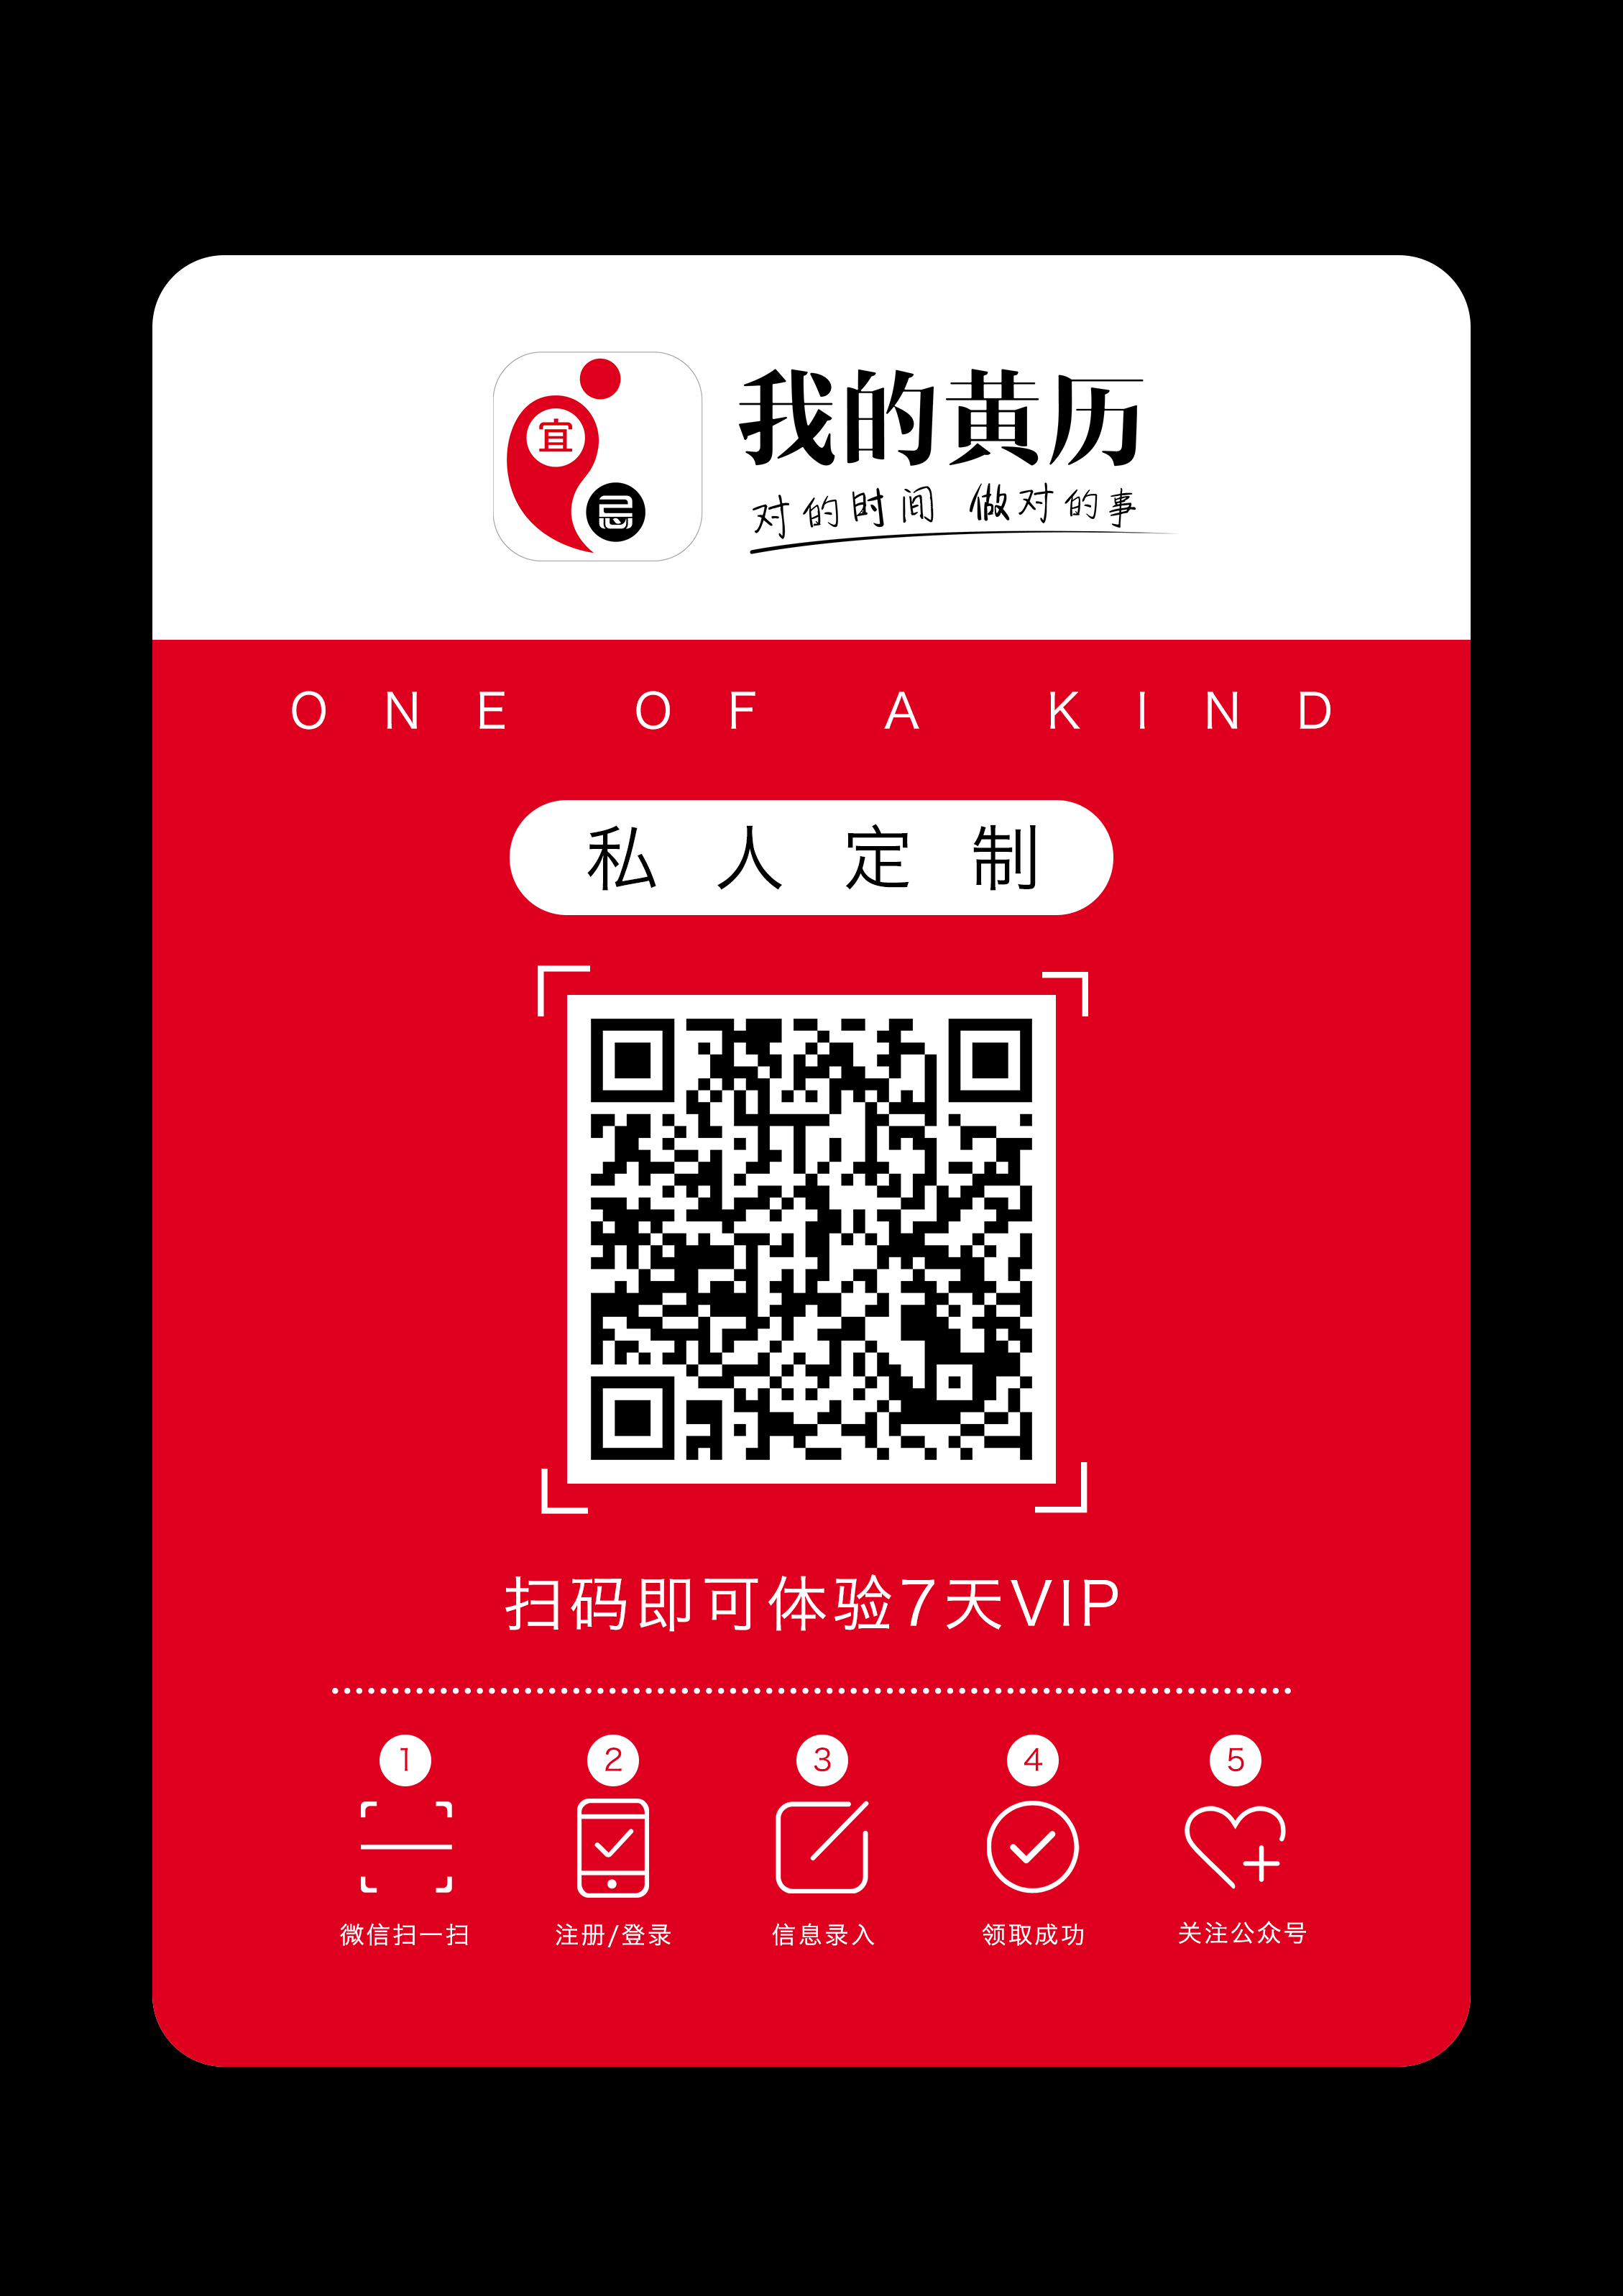 宜
忌
我的黄历
对的时间 做对的事
ONE OF A KIND
私人定制
扫码即可体验7天VIP
1 2 3 4 5
微信扫一扫 注册/登录 信息录入 领取成功 关注公众号